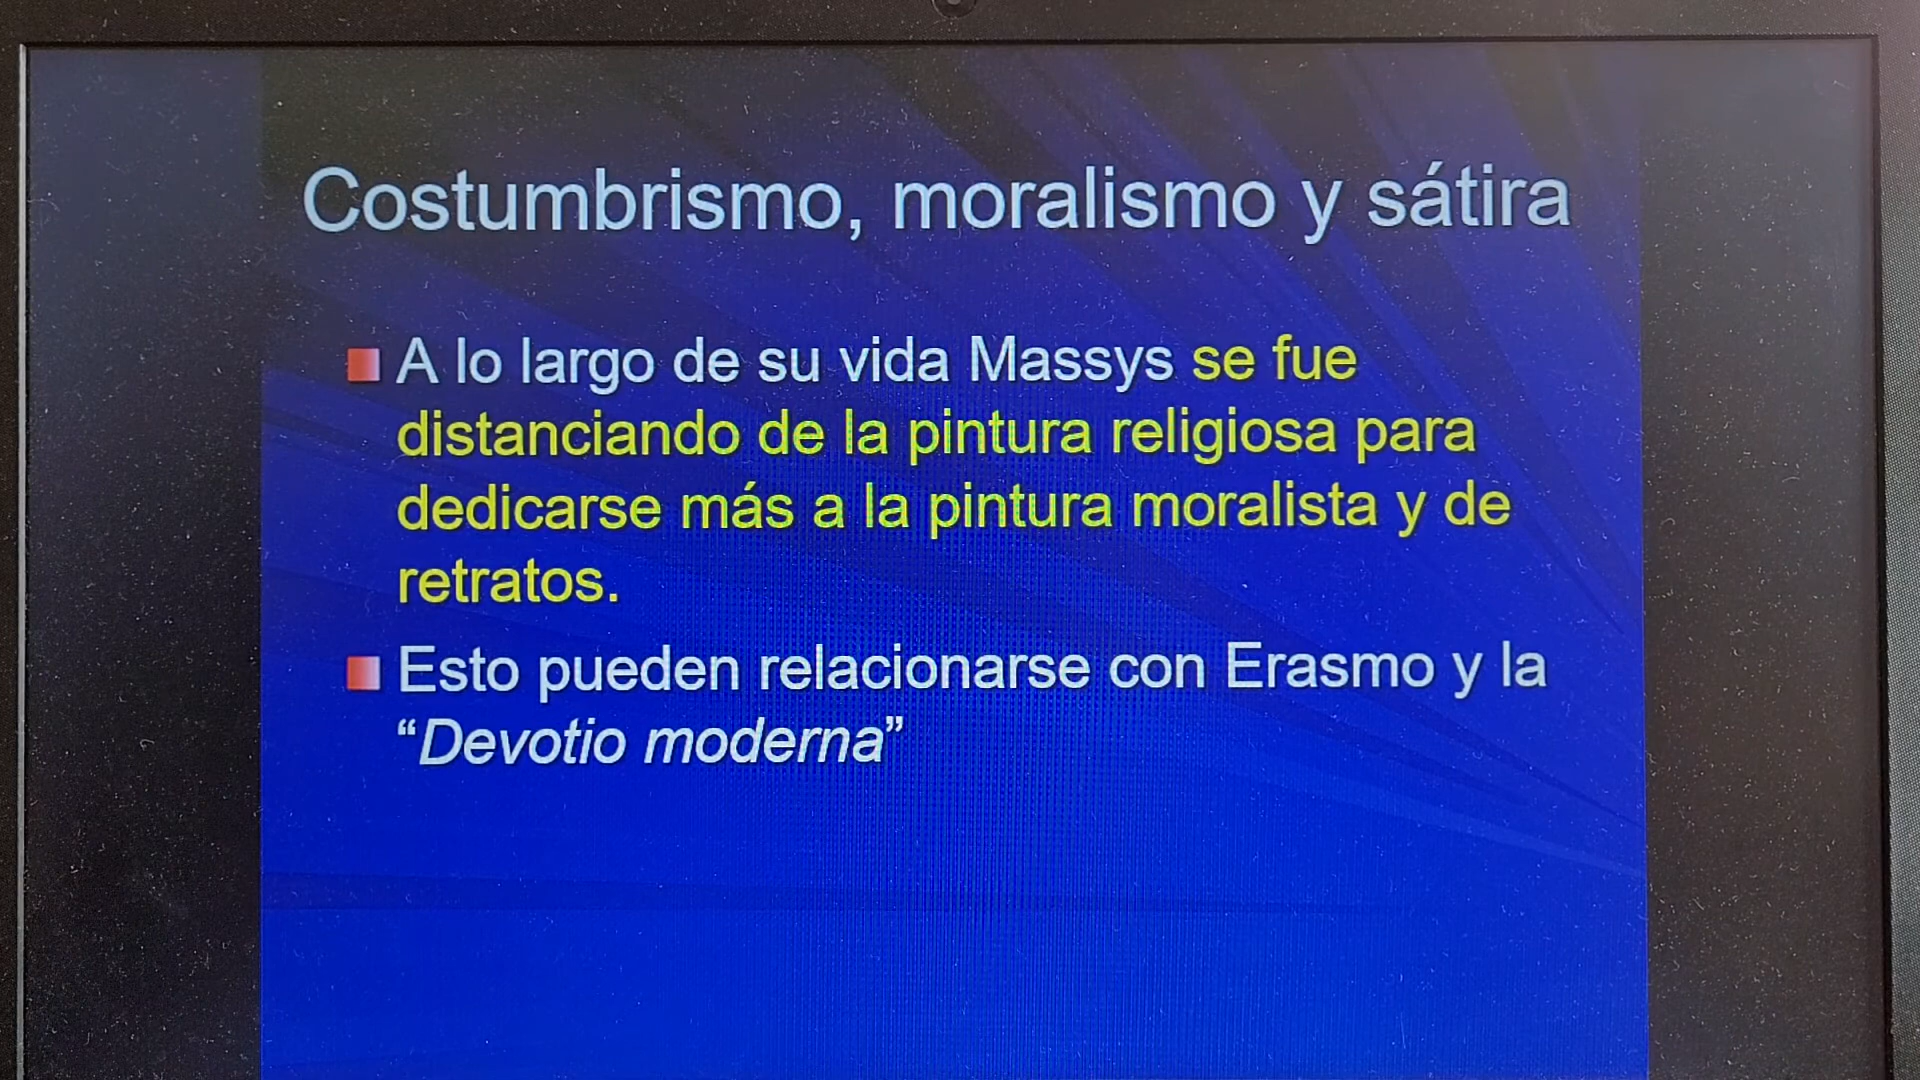 Costumbrismo, moralismo y sátira
A lo largo de su vida Massys se fue
distanciando de la pintura religiosa para
dedicarse más a la pintura moralista y de
retratos.
Esto pueden relacionarse con Erasmo y la
“Devotio moderna”